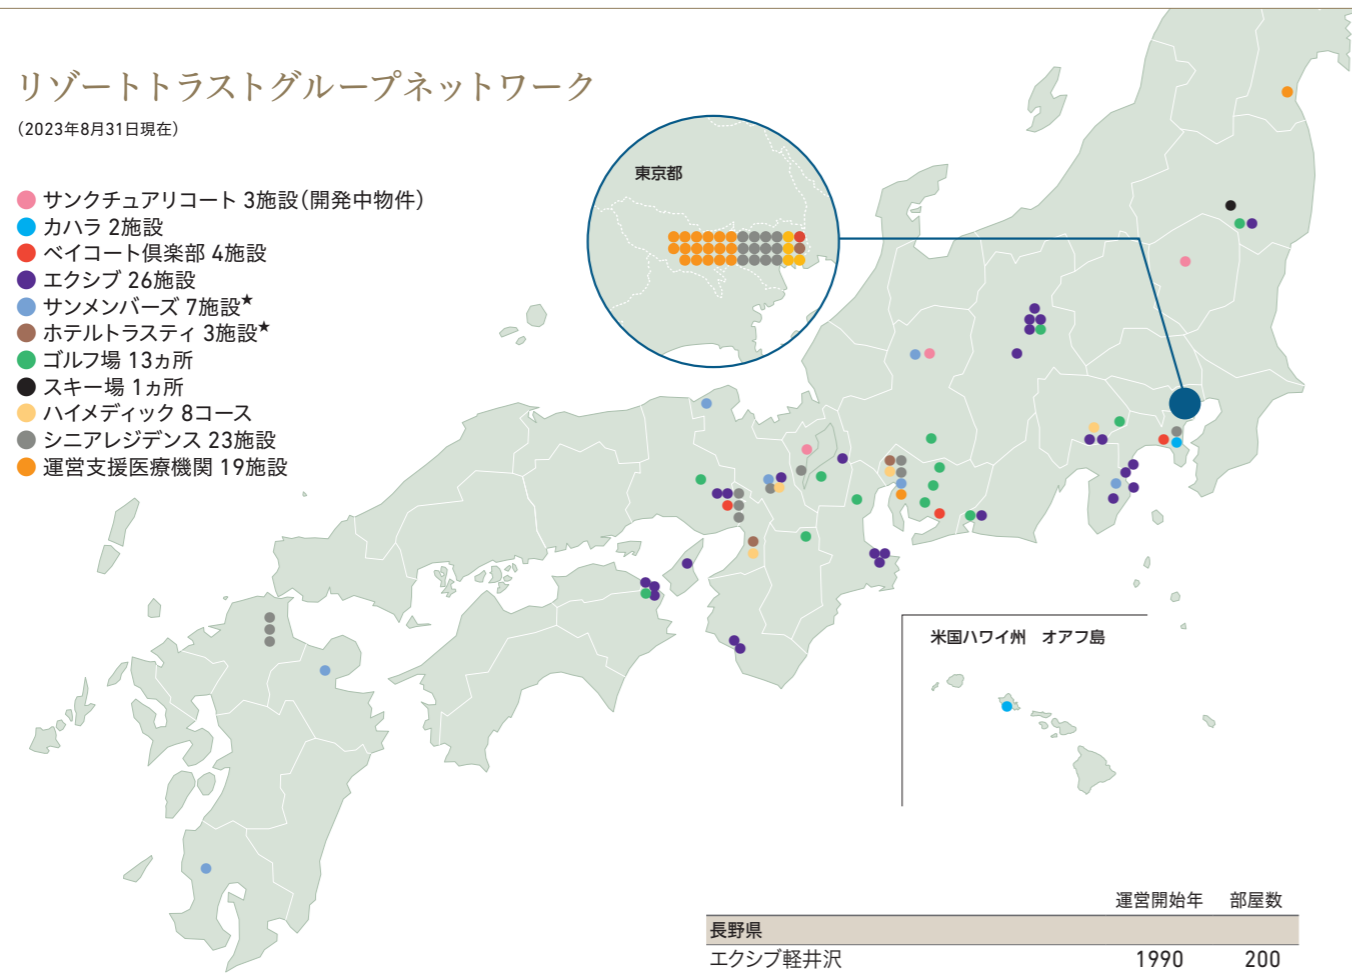 リゾートトラストグループネットワーク
（2023年8月31日現在）
サンクチュアリコート 3施設（開発中物件）
カハラ 2施設
ベイコート倶楽部 4施設
エクシブ 26施設
サンメンバーズ 7施設★
ホテルトラスティ 3施設★
ゴルフ場 13ヵ所
スキー場 1ヵ所
ハイメディック 8コース
シニアレジデンス 23施設
運営支援医療機関 19施設
東京都
米国ハワイ州　オアフ島
運営開始年 部屋数
長野県
エクシブ軽井沢 1990 200